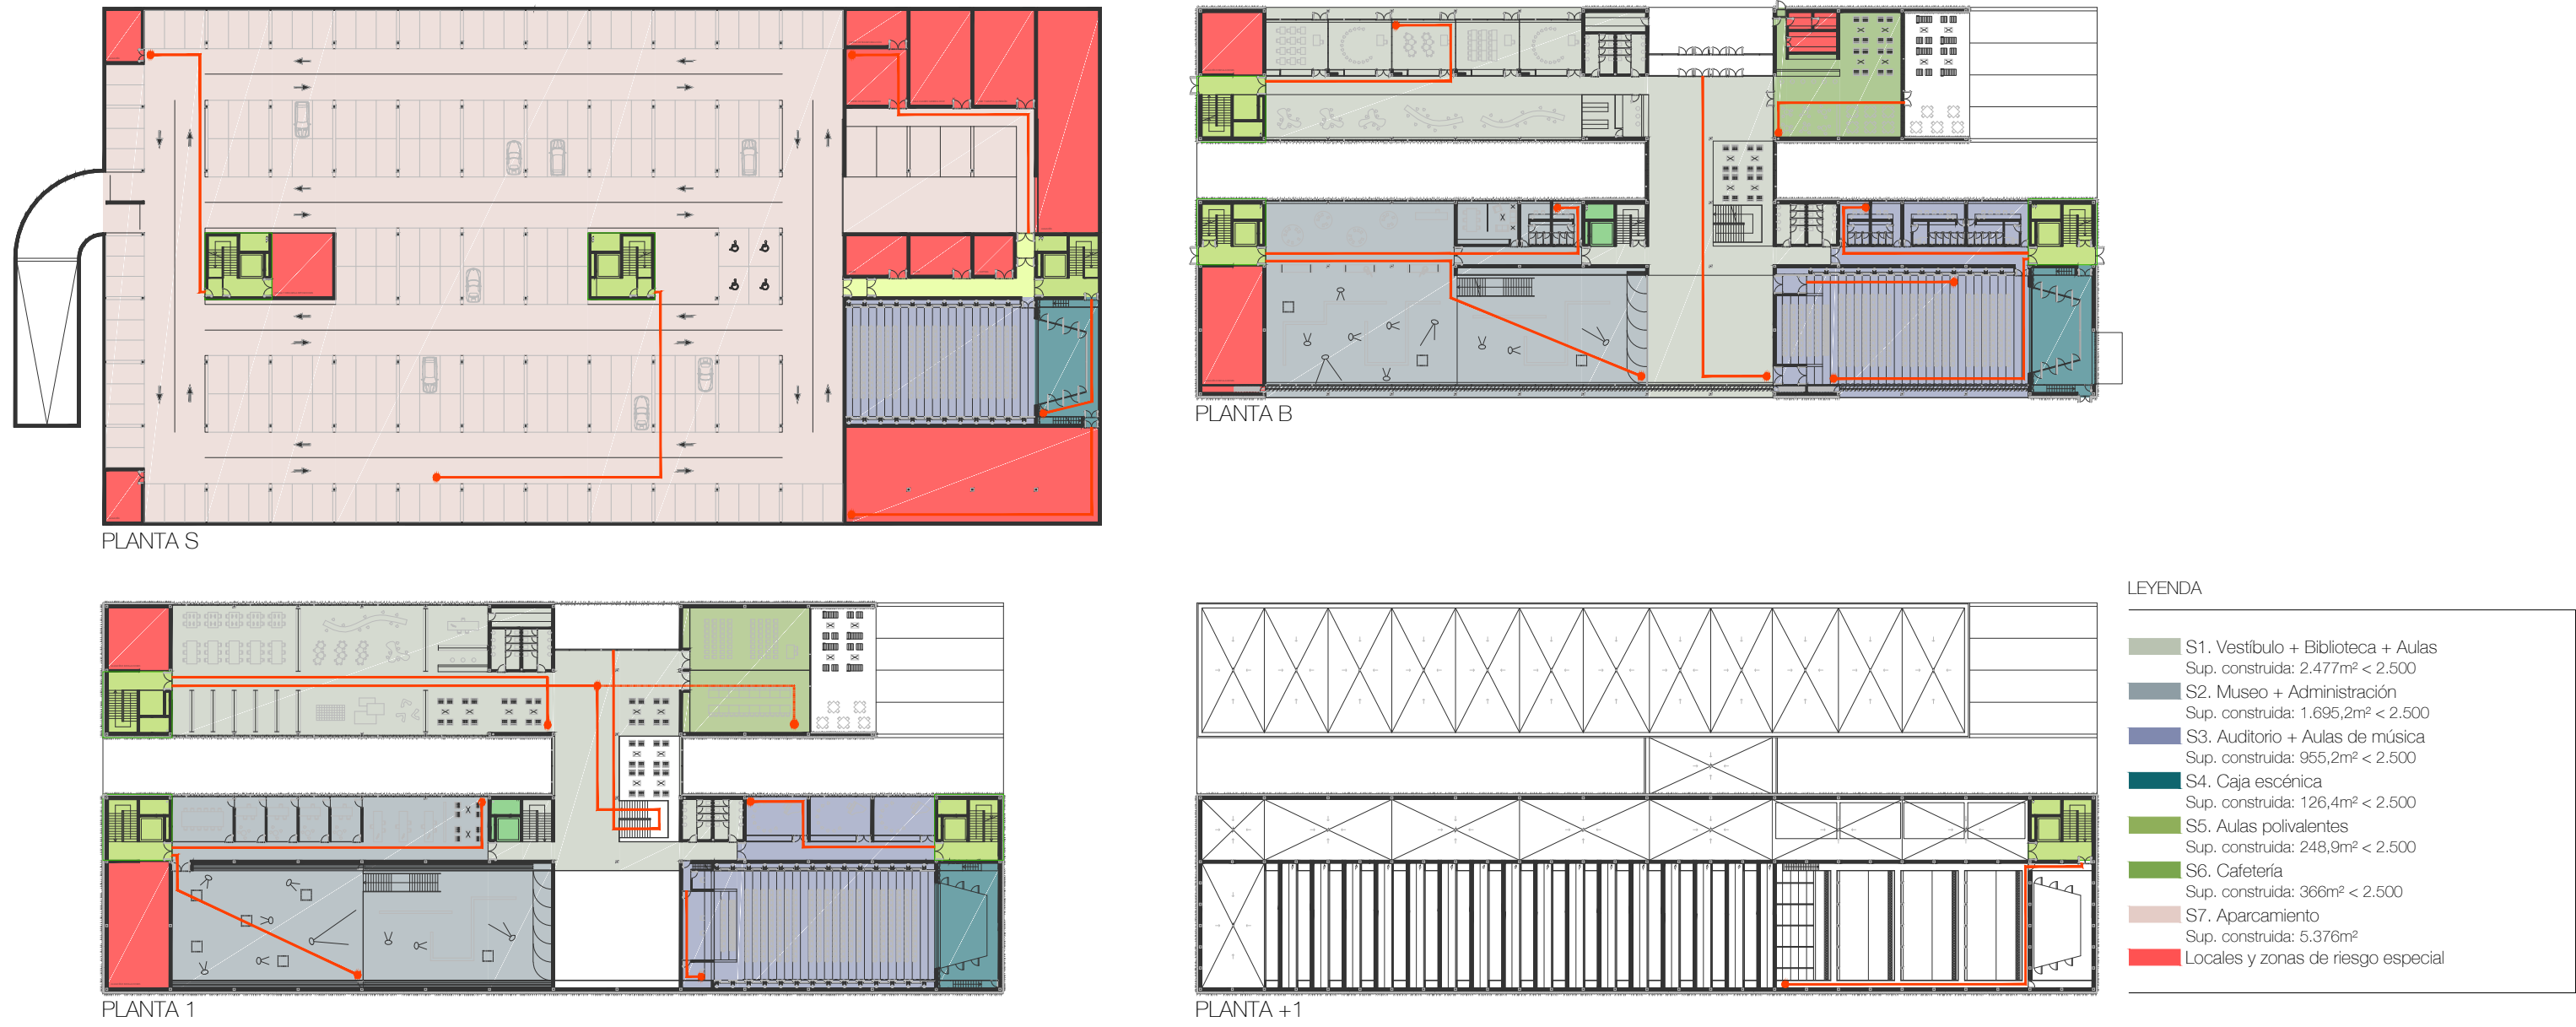 PLANTA S
PLANTA B
PLANTA 1
PLANTA +1
LEYENDA
S1. Vestíbulo + Biblioteca + Aulas
Sup. construida: 2.477m² < 2.500
S2. Museo + Administración
Sup. construida: 1.695,2m² < 2.500
S3. Auditorio + Aulas de música
Sup. construida: 955,2m² < 2.500
S4. Caja escénica
Sup. construida: 126,4m² < 2.500
S5. Aulas polivalentes
Sup. construida: 248,9m² < 2.500
S6. Cafetería
Sup. construida: 366m² < 2.500
S7. Aparcamiento
Sup. construida: 5.376m²
Locales y zonas de riesgo especial